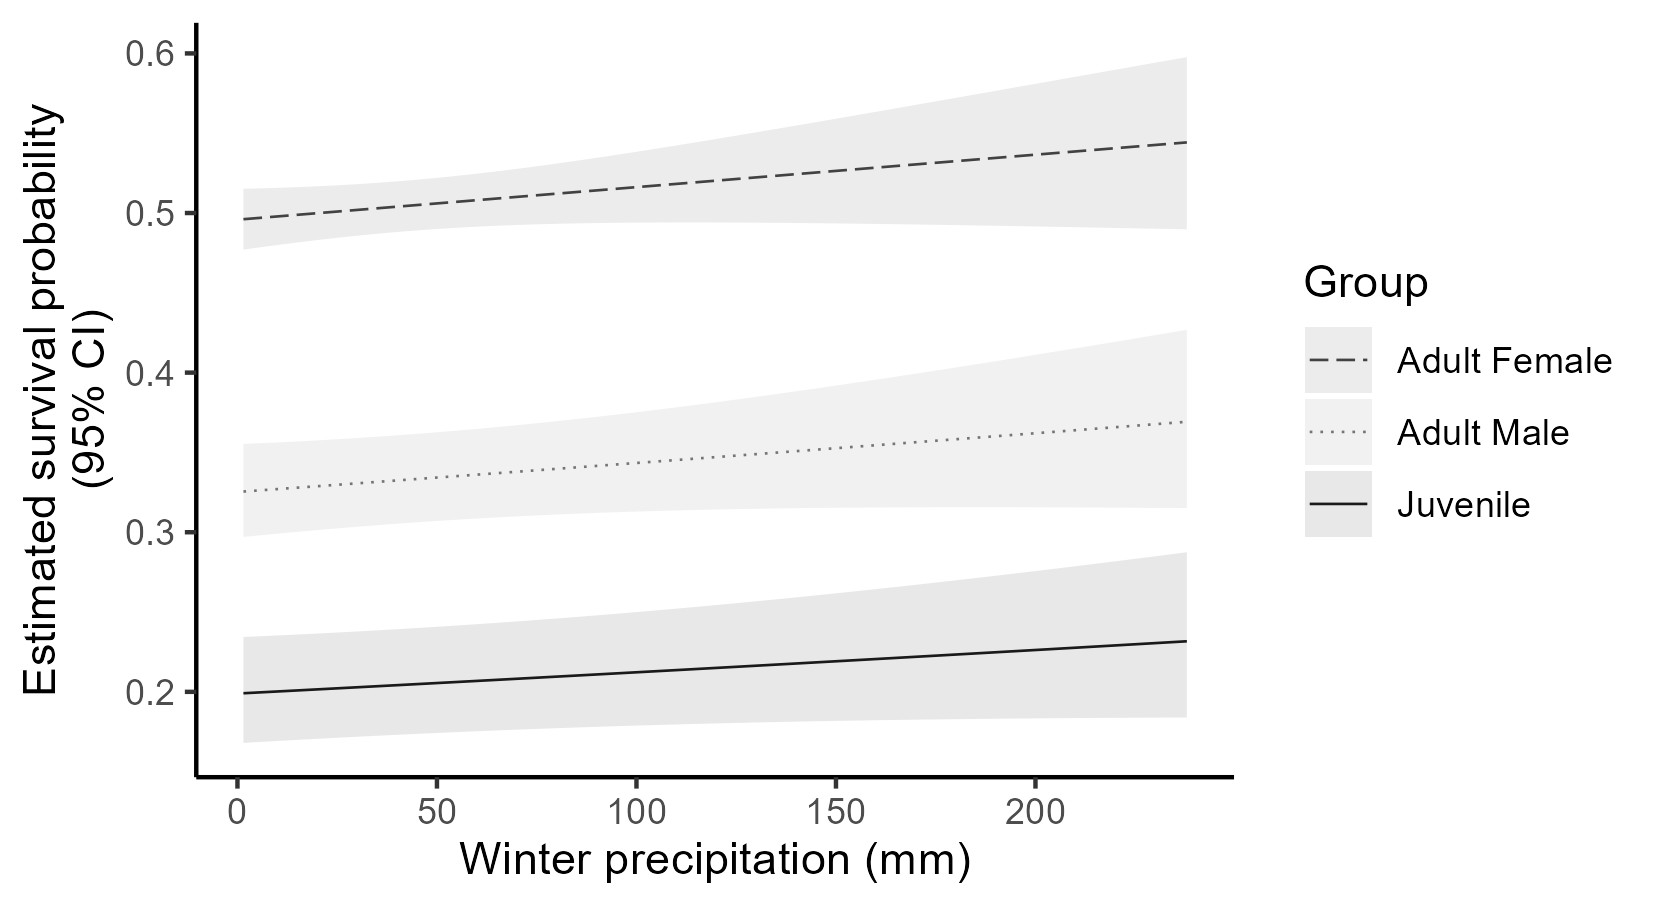 Estimated survival probability
(95% CI)
0.6
0.5
0.4
0.3
0.2
0 50 100 150 200
Winter precipitation (mm)
Group
Adult Female
Adult Male
Juvenile